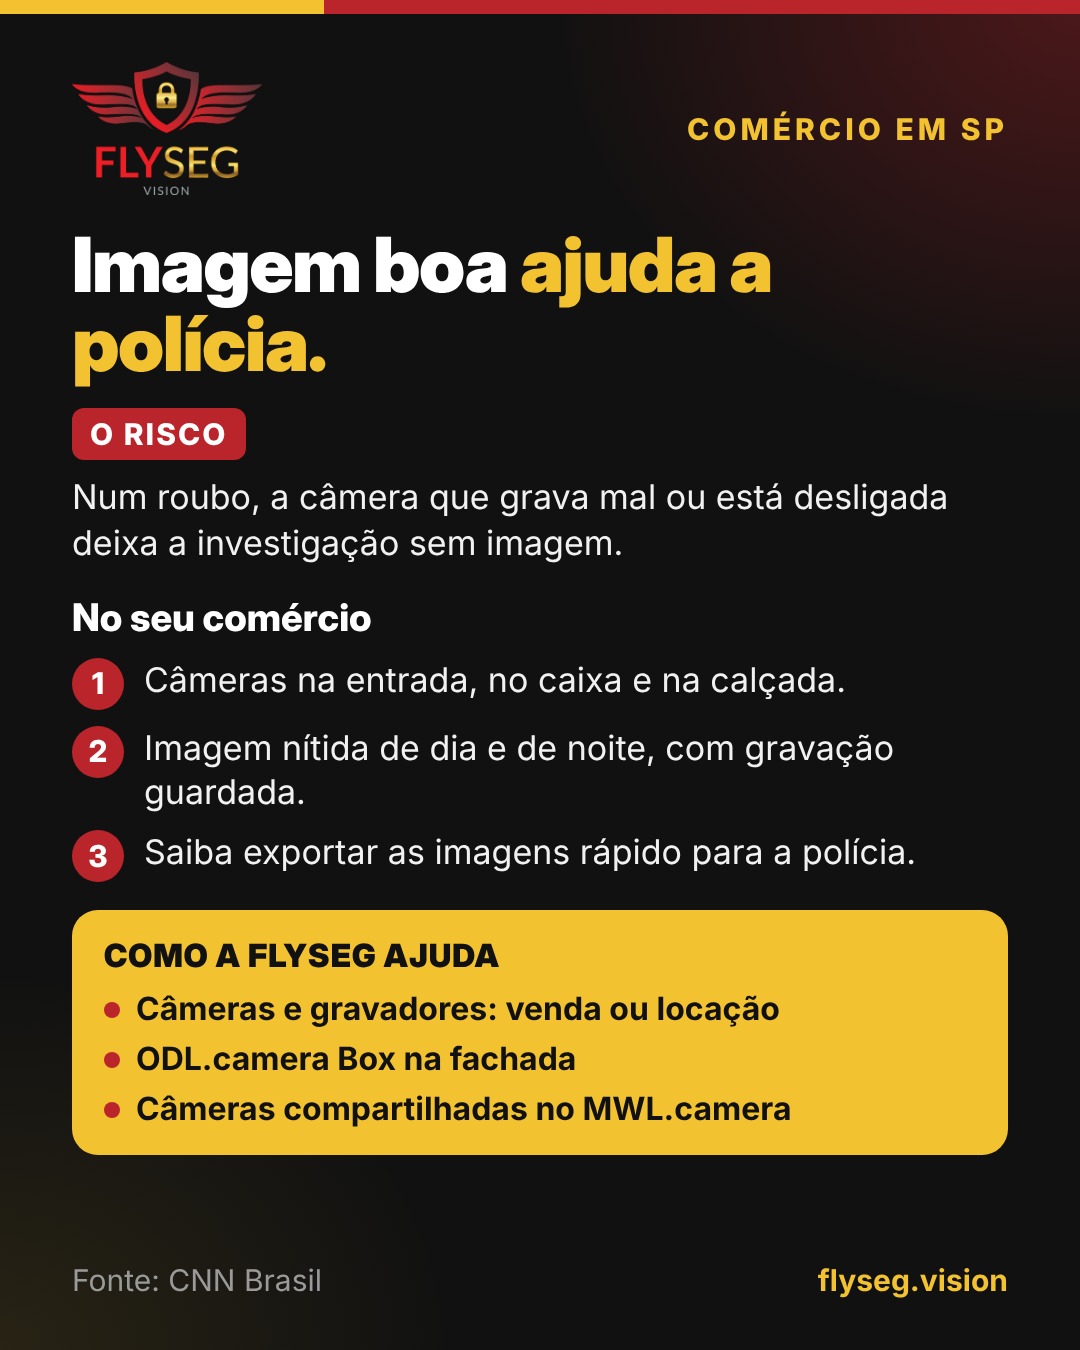 FLYSEG
VISION
COMÉRCIO EM SP
Imagem boa ajuda a
polícia.
O RISCO
Num roubo, a câmera que grava mal ou está desligada
deixa a investigação sem imagem.
No seu comércio
1 Câmeras na entrada, no caixa e na calçada.
2 Imagem nítida de dia e de noite, com gravação
guardada.
3 Saiba exportar as imagens rápido para a polícia.
COMO A FLYSEG AJUDA
Câmeras e gravadores: venda ou locação
ODL.camera Box na fachada
Câmeras compartilhadas no MWL.camera
Fonte: CNN Brasil
flyseg.vision